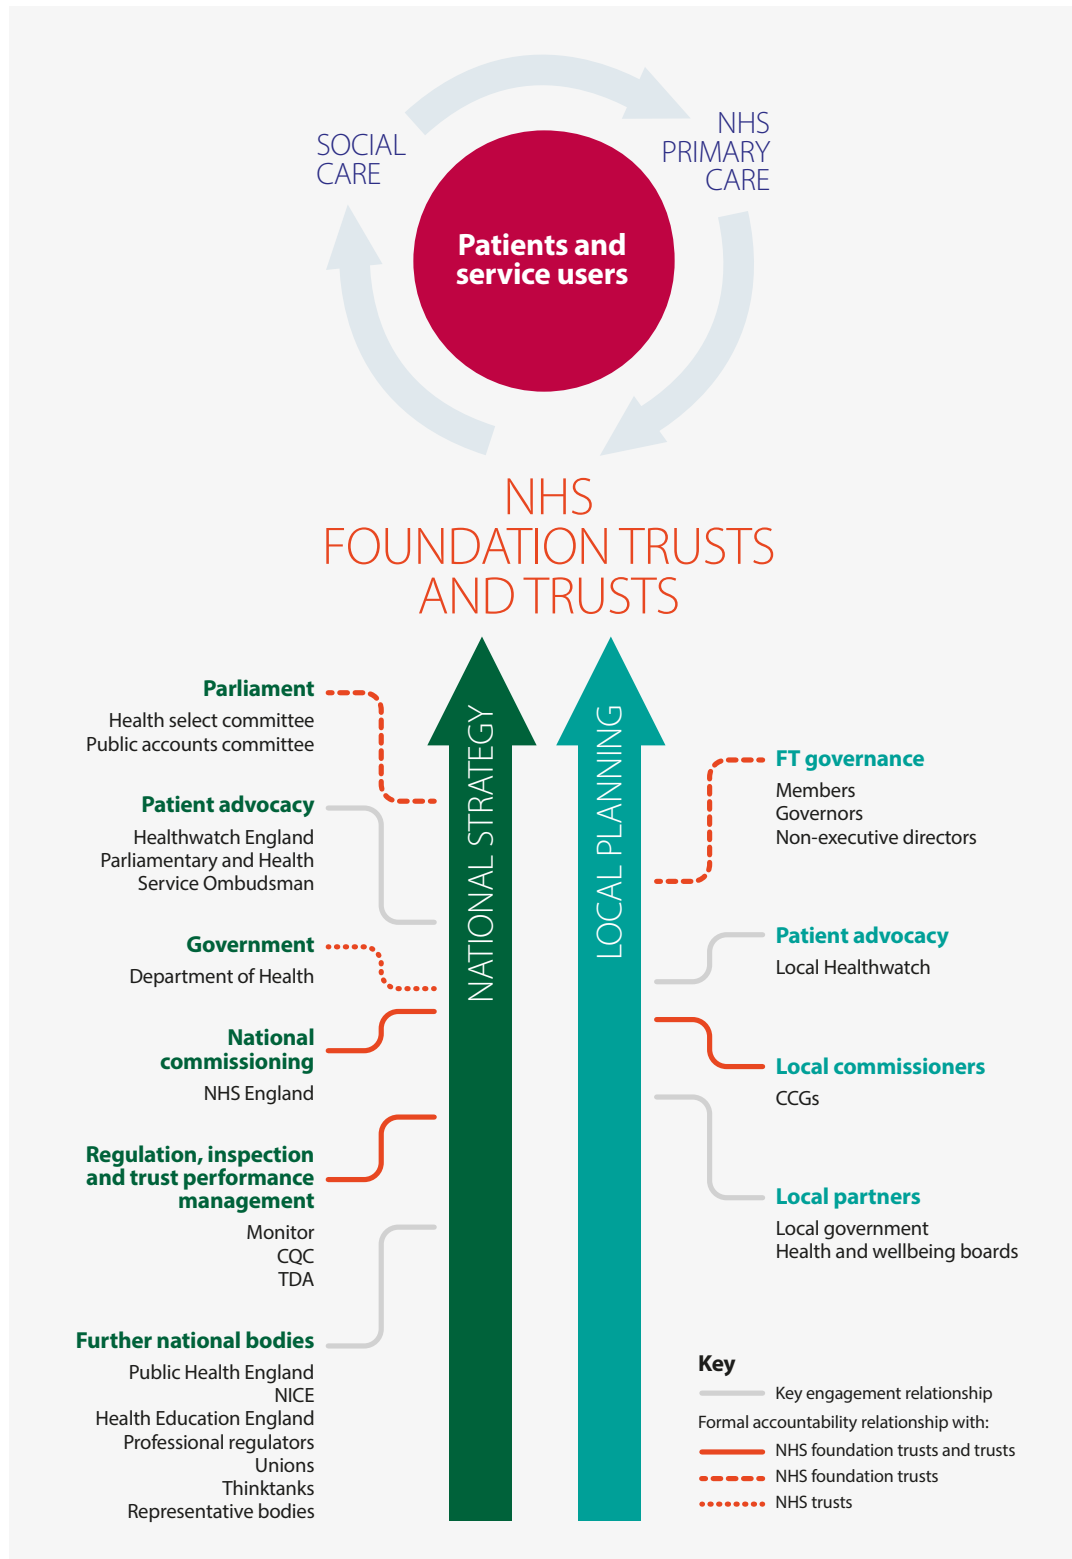 SOCIAL
CARE
NHS
PRIMARY
CARE
Patients and
service users
NHS
FOUNDATION TRUSTS
AND TRUSTS
NATIONAL STRATEGY
LOCAL PLANNING
Parliament
Health select committee
Public accounts committee
Patient advocacy
Healthwatch England
Parliamentary and Health
Service Ombudsman
Government
Department of Health
National
commissioning
NHS England
Regulation, inspection
and trust performance
management
Monitor
CQC
TDA
Further national bodies
Public Health England
NICE
Health Education England
Professional regulators
Unions
Thinktanks
Representative bodies
FT governance
Members
Governors
Non-executive directors
Patient advocacy
Local Healthwatch
Local commissioners
CCGs
Local partners
Local government
Health and wellbeing boards
Key
Key engagement relationship
Formal accountability relationship with:
NHS foundation trusts and trusts
NHS foundation trusts
NHS trusts